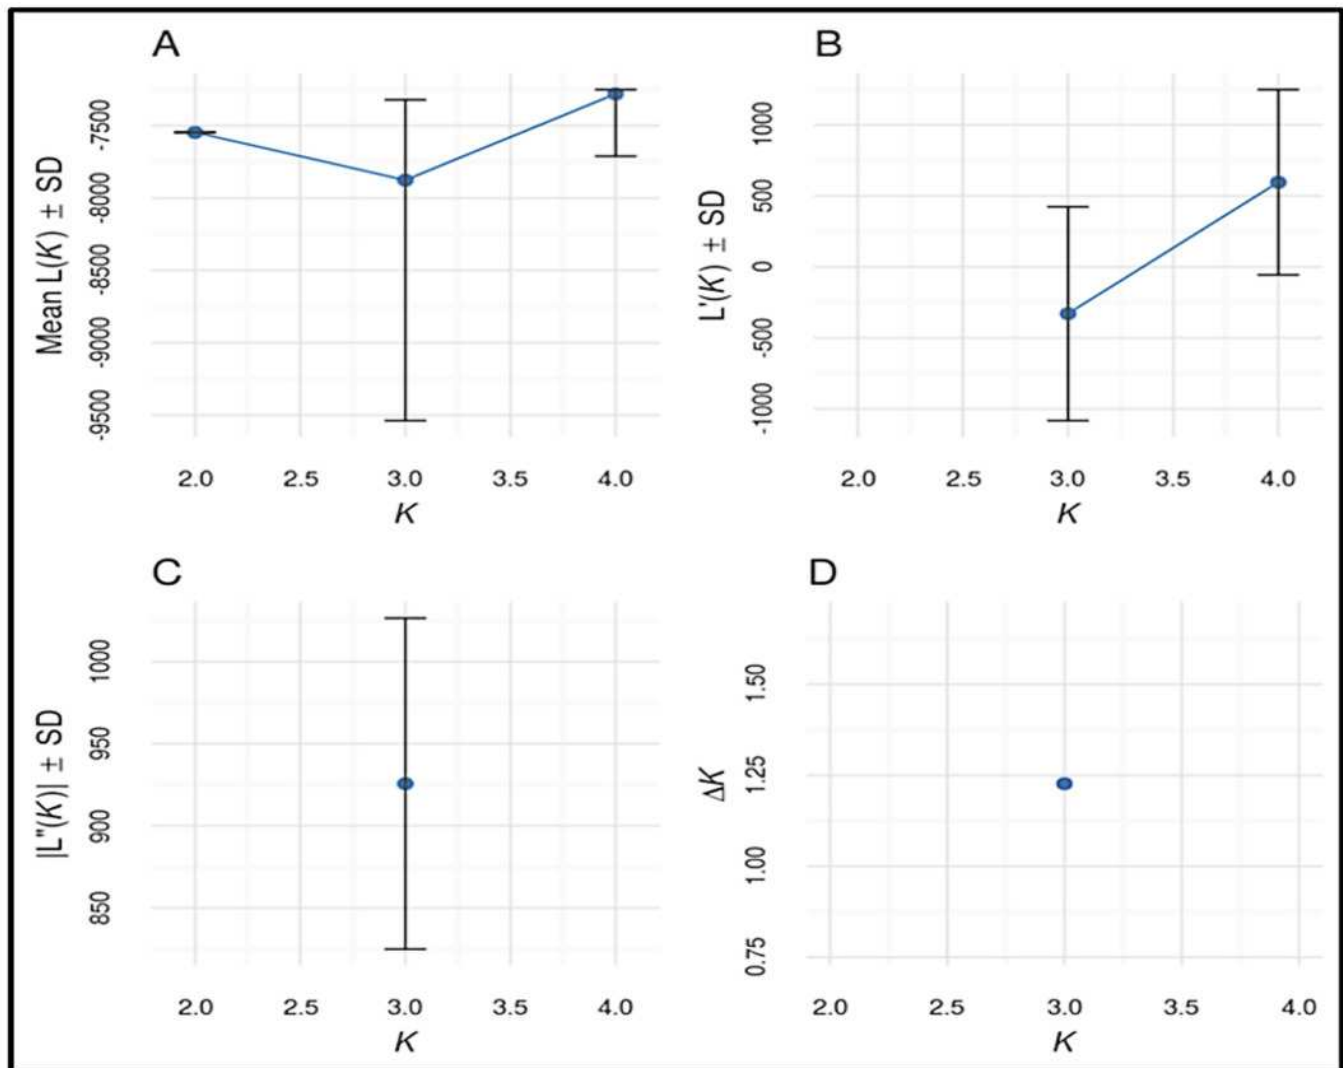 A
Mean L(K) ± SD
-7500
-8000
-8500
-9000
-9500
2.0 2.5 3.0 3.5 4.0
K
B
L'(K) ± SD
1000
500
0
-500
-1000
2.0 2.5 3.0 3.5 4.0
K
C
|L"(K)| ± SD
1000
950
900
850
2.0 2.5 3.0 3.5 4.0
K
D
ΔK
1.50
1.25
1.00
0.75
2.0 2.5 3.0 3.5 4.0
K